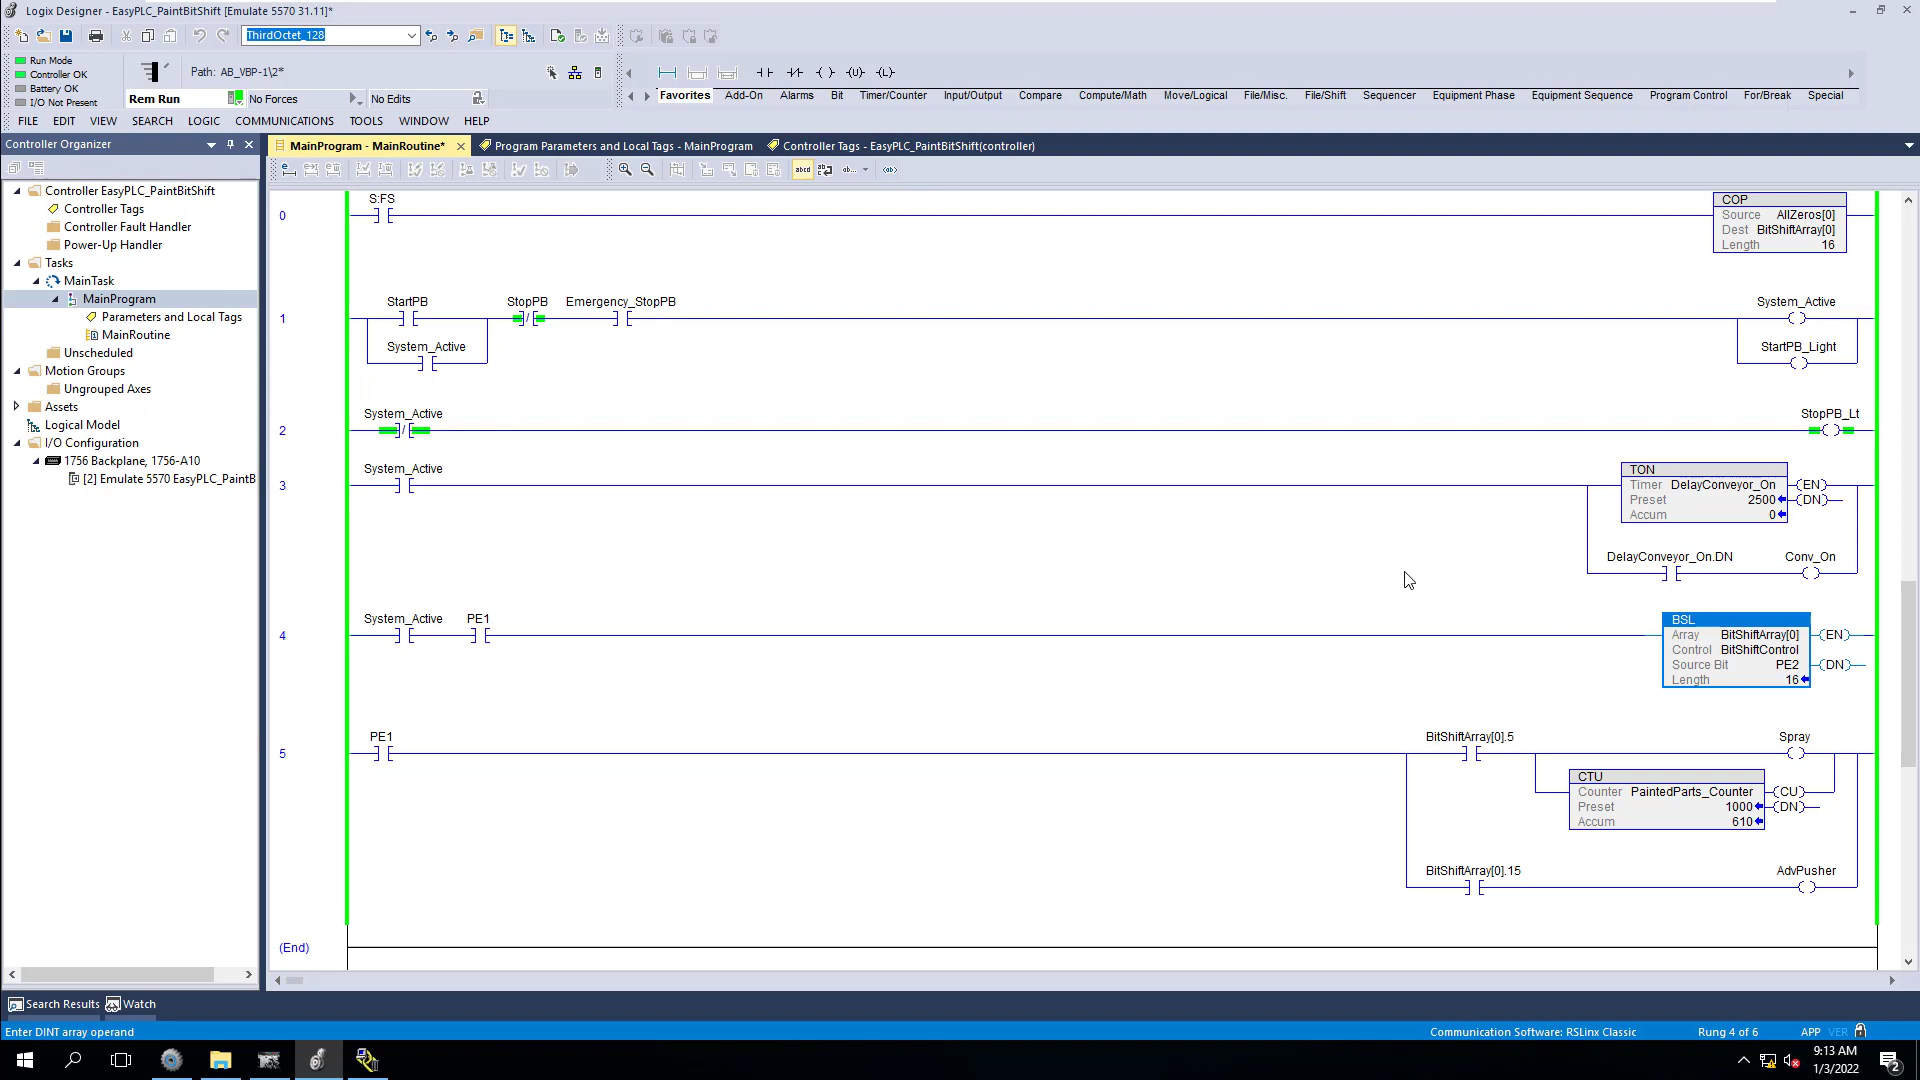 Logix Designer - EasyPLC_PaintBitShift [Emulate 5570 31.11]*
ThirdOctet_128
Run Mode
Controller OK
Battery OK
I/O Not Present
Path: AB_VBP-1\2*
Rem Run
No Forces
No Edits
Favorites Add-On Alarms Bit Timer/Counter Input/Output Compare Compute/Math Move/Logical File/Misc. File/Shift Sequencer Equipment Phase Equipment Sequence Program Control For/Break Special
FILE EDIT VIEW SEARCH LOGIC COMMUNICATIONS TOOLS WINDOW HELP
Controller Organizer
MainProgram - MainRoutine*
Program Parameters and Local Tags - MainProgram
Controller Tags - EasyPLC_PaintBitShift(controller)
Controller EasyPLC_PaintBitShift
Controller Tags
Controller Fault Handler
Power-Up Handler
Tasks
MainTask
MainProgram
Parameters and Local Tags
MainRoutine
Unscheduled
Motion Groups
Ungrouped Axes
Assets
Logical Model
I/O Configuration
1756 Backplane, 1756-A10
[2] Emulate 5570 EasyPLC_PaintB
0
S:FS
COP
Source AllZeros[0]
Dest BitShiftArray[0]
Length 16
1
StartPB
StopPB
Emergency_StopPB
System_Active
System_Active
StartPB_Light
2
System_Active
StopPB_Lt
3
System_Active
TON
Timer DelayConveyor_On
Preset 2500
Accum 0
EN
DN
DelayConveyor_On.DN
Conv_On
4
System_Active
PE1
BSL
Array BitShiftArray[0]
Control BitShiftControl
Source Bit PE2
Length 16
EN
DN
5
PE1
BitShiftArray[0].5
Spray
CTU
Counter PaintedParts_Counter
Preset 1000
Accum 610
CU
DN
BitShiftArray[0].15
AdvPusher
(End)
Search Results
Watch
Enter DINT array operand
Communication Software: RSLinx Classic
Rung 4 of 6
APP VER
9:13 AM
1/3/2022
2